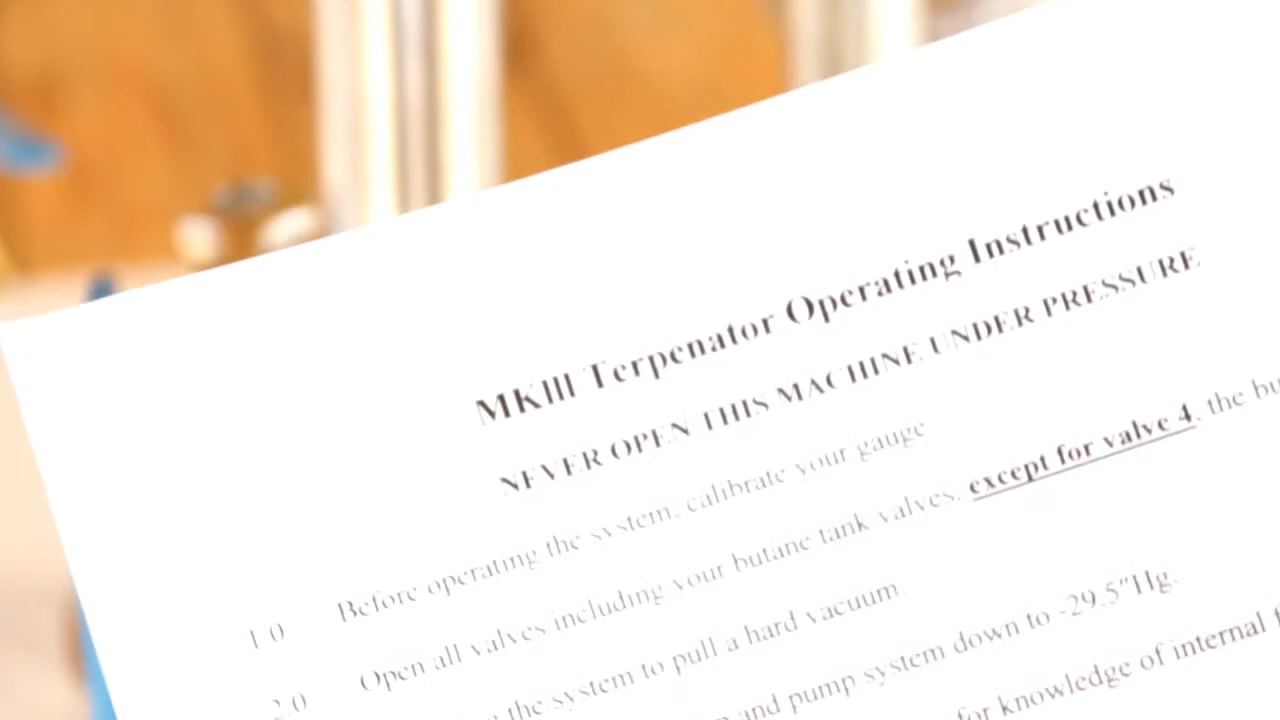 MKIII Terpenator Operating Instructions
NEVER OPEN THIS MACHINE UNDER PRESSURE
1.0 Before operating the system, calibrate your gauge
2.0 Open all valves including your butane tank valves, except for valve 4, the bu
the system to pull a hard vacuum.
and pump system down to -29.5"Hg.
for knowledge of internal